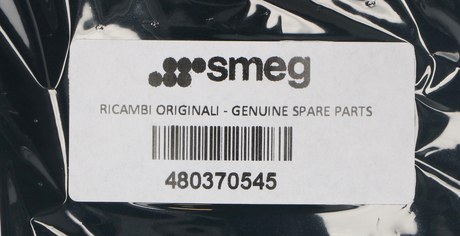 smeg
RICAMBI ORIGINALI - GENUINE SPARE PARTS
480370545